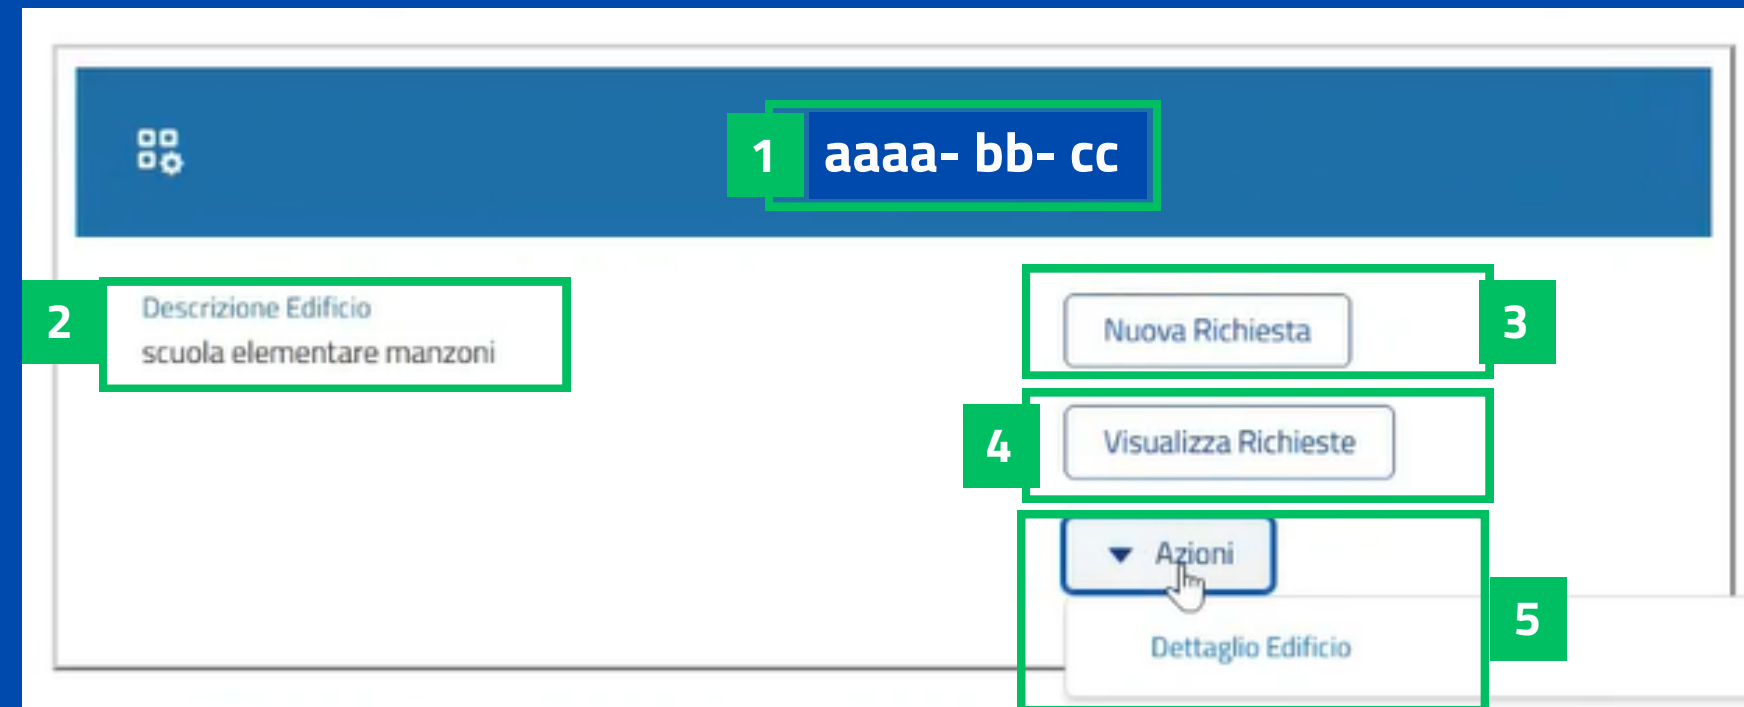 1 aaaa- bb- cc
2 Descrizione Edificio
scuola elementare manzoni
Nuova Richiesta 3
4 Visualizza Richieste
Azioni
5
Dettaglio Edificio